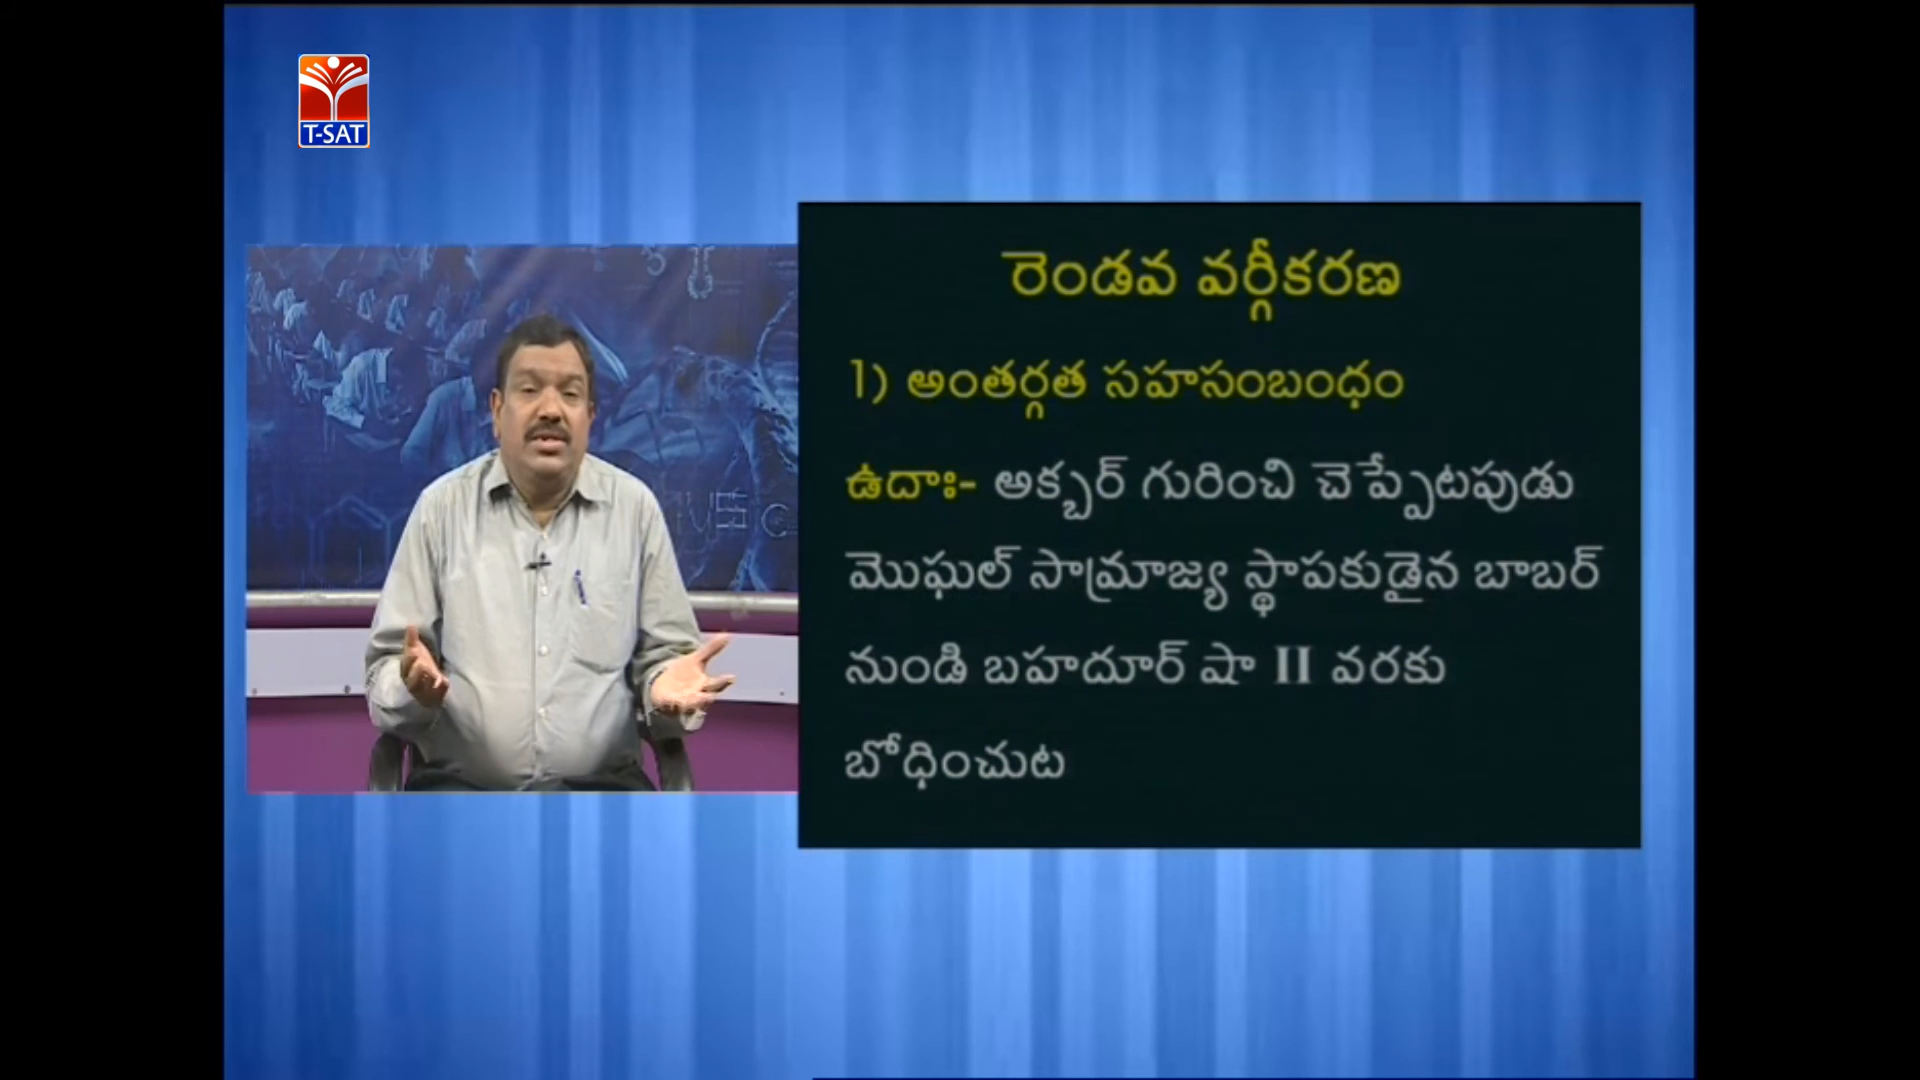 T-SAT
రెండవ వర్గీకరణ
1) అంతర్గత సహసంబంధం
ఉదాః- అక్బర్ గురించి చెప్పేటపుడు
మొఘల్ సామ్రాజ్య స్థాపకుడైన బాబర్
నుండి బహదూర్ షా II వరకు
బోధించుట